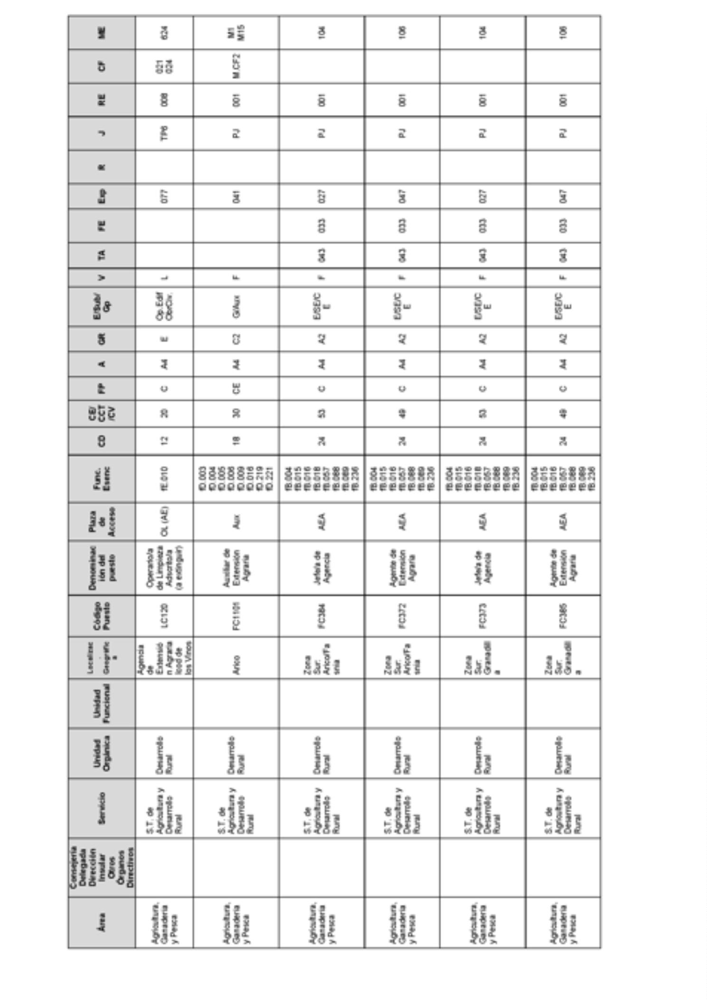 Área
Consejería
Delegada
Dirección
Insular
Otros
Órganos
Directivos
Servicio
Unidad
Orgánica
Unidad
Funcional
Localizac
.
Geográfic
a
Código
Puesto
Denominac
ión del
puesto
Plaza
de
Acceso
Func.
Esenc
CD
CE/
CCT
/CV
FP
A
GR
E/Sub/
Gp
V
TA
FE
Exp
R
J
RE
CF
ME
Agricultura,
Ganadería
y Pesca
S.T. de
Agricultura y
Desarrollo
Rural
Desarrollo
Rural
Agencia
de
Extensió
n Agraria
Icod de
los Vinos
LC120
Operario/a
de Limpieza
Adscrito/a
(a extinguir)
OL (AE)
fE.010
12
20
C
A4
E
Op.Edif
ObrCiv.
L
077
TP6
008
021
024
624
Agricultura,
Ganadería
y Pesca
S.T. de
Agricultura y
Desarrollo
Rural
Desarrollo
Rural
Arico
FC1101
Auxiliar de
Extensión
Agraria
Aux
fD.003
fD.004
fD.005
fD.006
fD.009
fD.016
fD.219
fD.221
18
30
CE
A4
C2
G/Aux
F
041
PJ
001
M.CF2
M1
M15
Agricultura,
Ganadería
y Pesca
S.T. de
Agricultura y
Desarrollo
Rural
Desarrollo
Rural
Zona
Sur:
Arico/Fa
snia
FC384
Jefe/a de
Agencia
AEA
fB.004
fB.015
fB.016
fB.018
fB.057
fB.088
fB.089
fB.236
24
53
C
A4
A2
E/SE/C
E
F
043
033
027
PJ
001
104
Agricultura,
Ganadería
y Pesca
S.T. de
Agricultura y
Desarrollo
Rural
Desarrollo
Rural
Zona
Sur:
Arico/Fa
snia
FC372
Agente de
Extensión
Agraria
AEA
fB.004
fB.015
fB.016
fB.057
fB.088
fB.089
fB.236
24
49
C
A4
A2
E/SE/C
E
F
043
033
047
PJ
001
106
Agricultura,
Ganadería
y Pesca
S.T. de
Agricultura y
Desarrollo
Rural
Desarrollo
Rural
Zona
Sur:
Granadill
a
FC373
Jefe/a de
Agencia
AEA
fB.004
fB.015
fB.016
fB.018
fB.057
fB.088
fB.089
fB.236
24
53
C
A4
A2
E/SE/C
E
F
043
033
027
PJ
001
104
Agricultura,
Ganadería
y Pesca
S.T. de
Agricultura y
Desarrollo
Rural
Desarrollo
Rural
Zona
Sur:
Granadill
a
FC385
Agente de
Extensión
Agraria
AEA
fB.004
fB.015
fB.016
fB.057
fB.088
fB.089
fB.236
24
49
C
A4
A2
E/SE/C
E
F
043
033
047
PJ
001
106